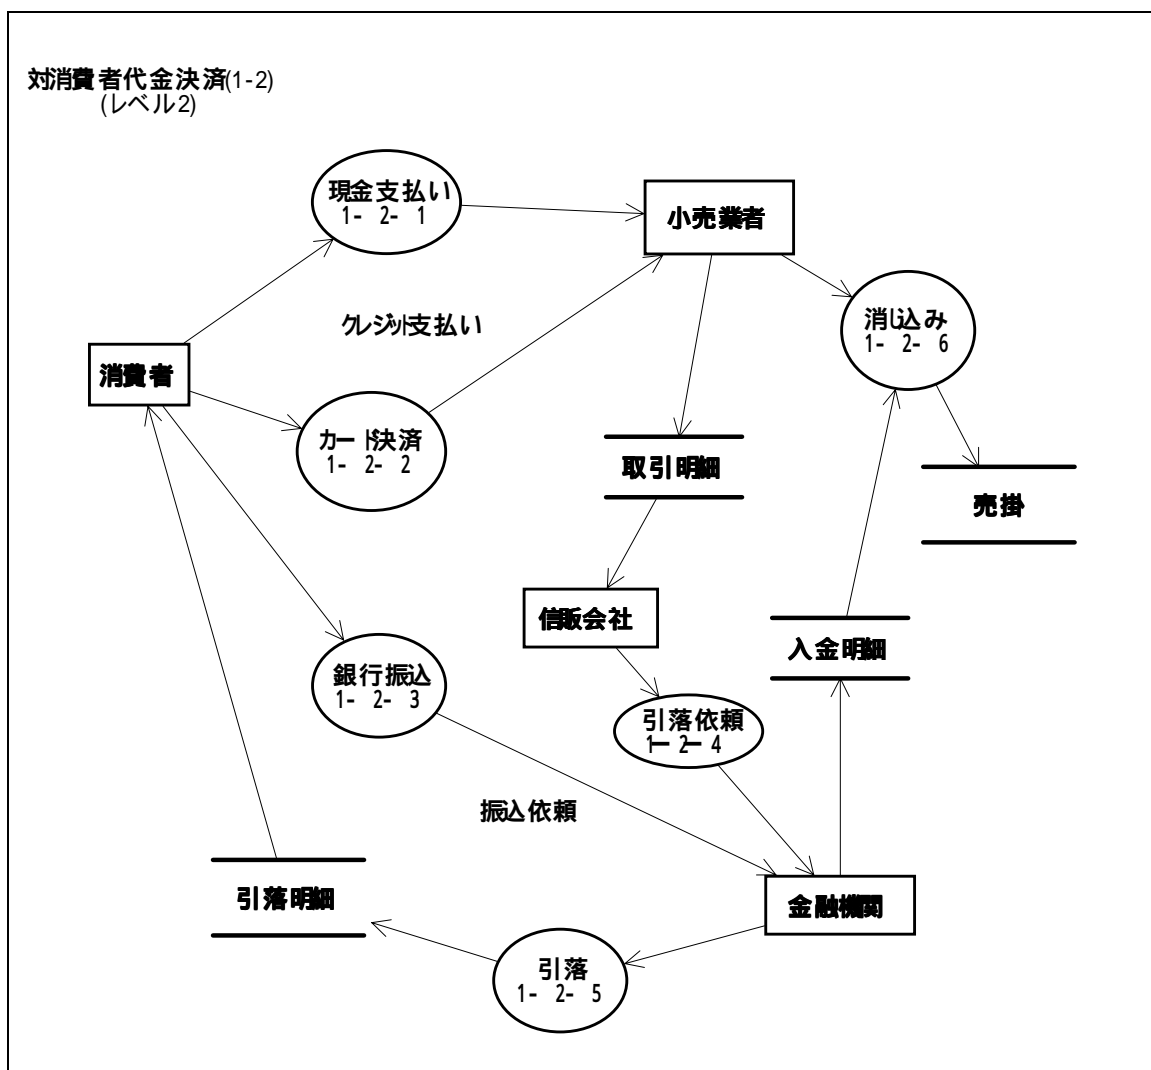 対消費者代金決済(1-2)
(レベル2)
現金支払い
1- 2- 1
小売業者
消し込み
1- 2- 6
クレジット支払い
消費者
カード決済
1- 2- 2
取引明細
売掛
信販会社
入金明細
銀行振込
1- 2- 3
引落依頼
1ー 2ー 4
振込依頼
引落明細
金融機関
引落
1- 2- 5